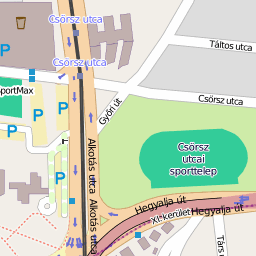 Csörsz utca
Táltos utca
Csörsz utca
P
P
SportMax
Csörsz utca
Győri út
P
P
Alkotás utca
Csörsz
utcai
sporttelep
P
Alkotás utca
Hegyalja út
XI. kerület
Hegyalja út